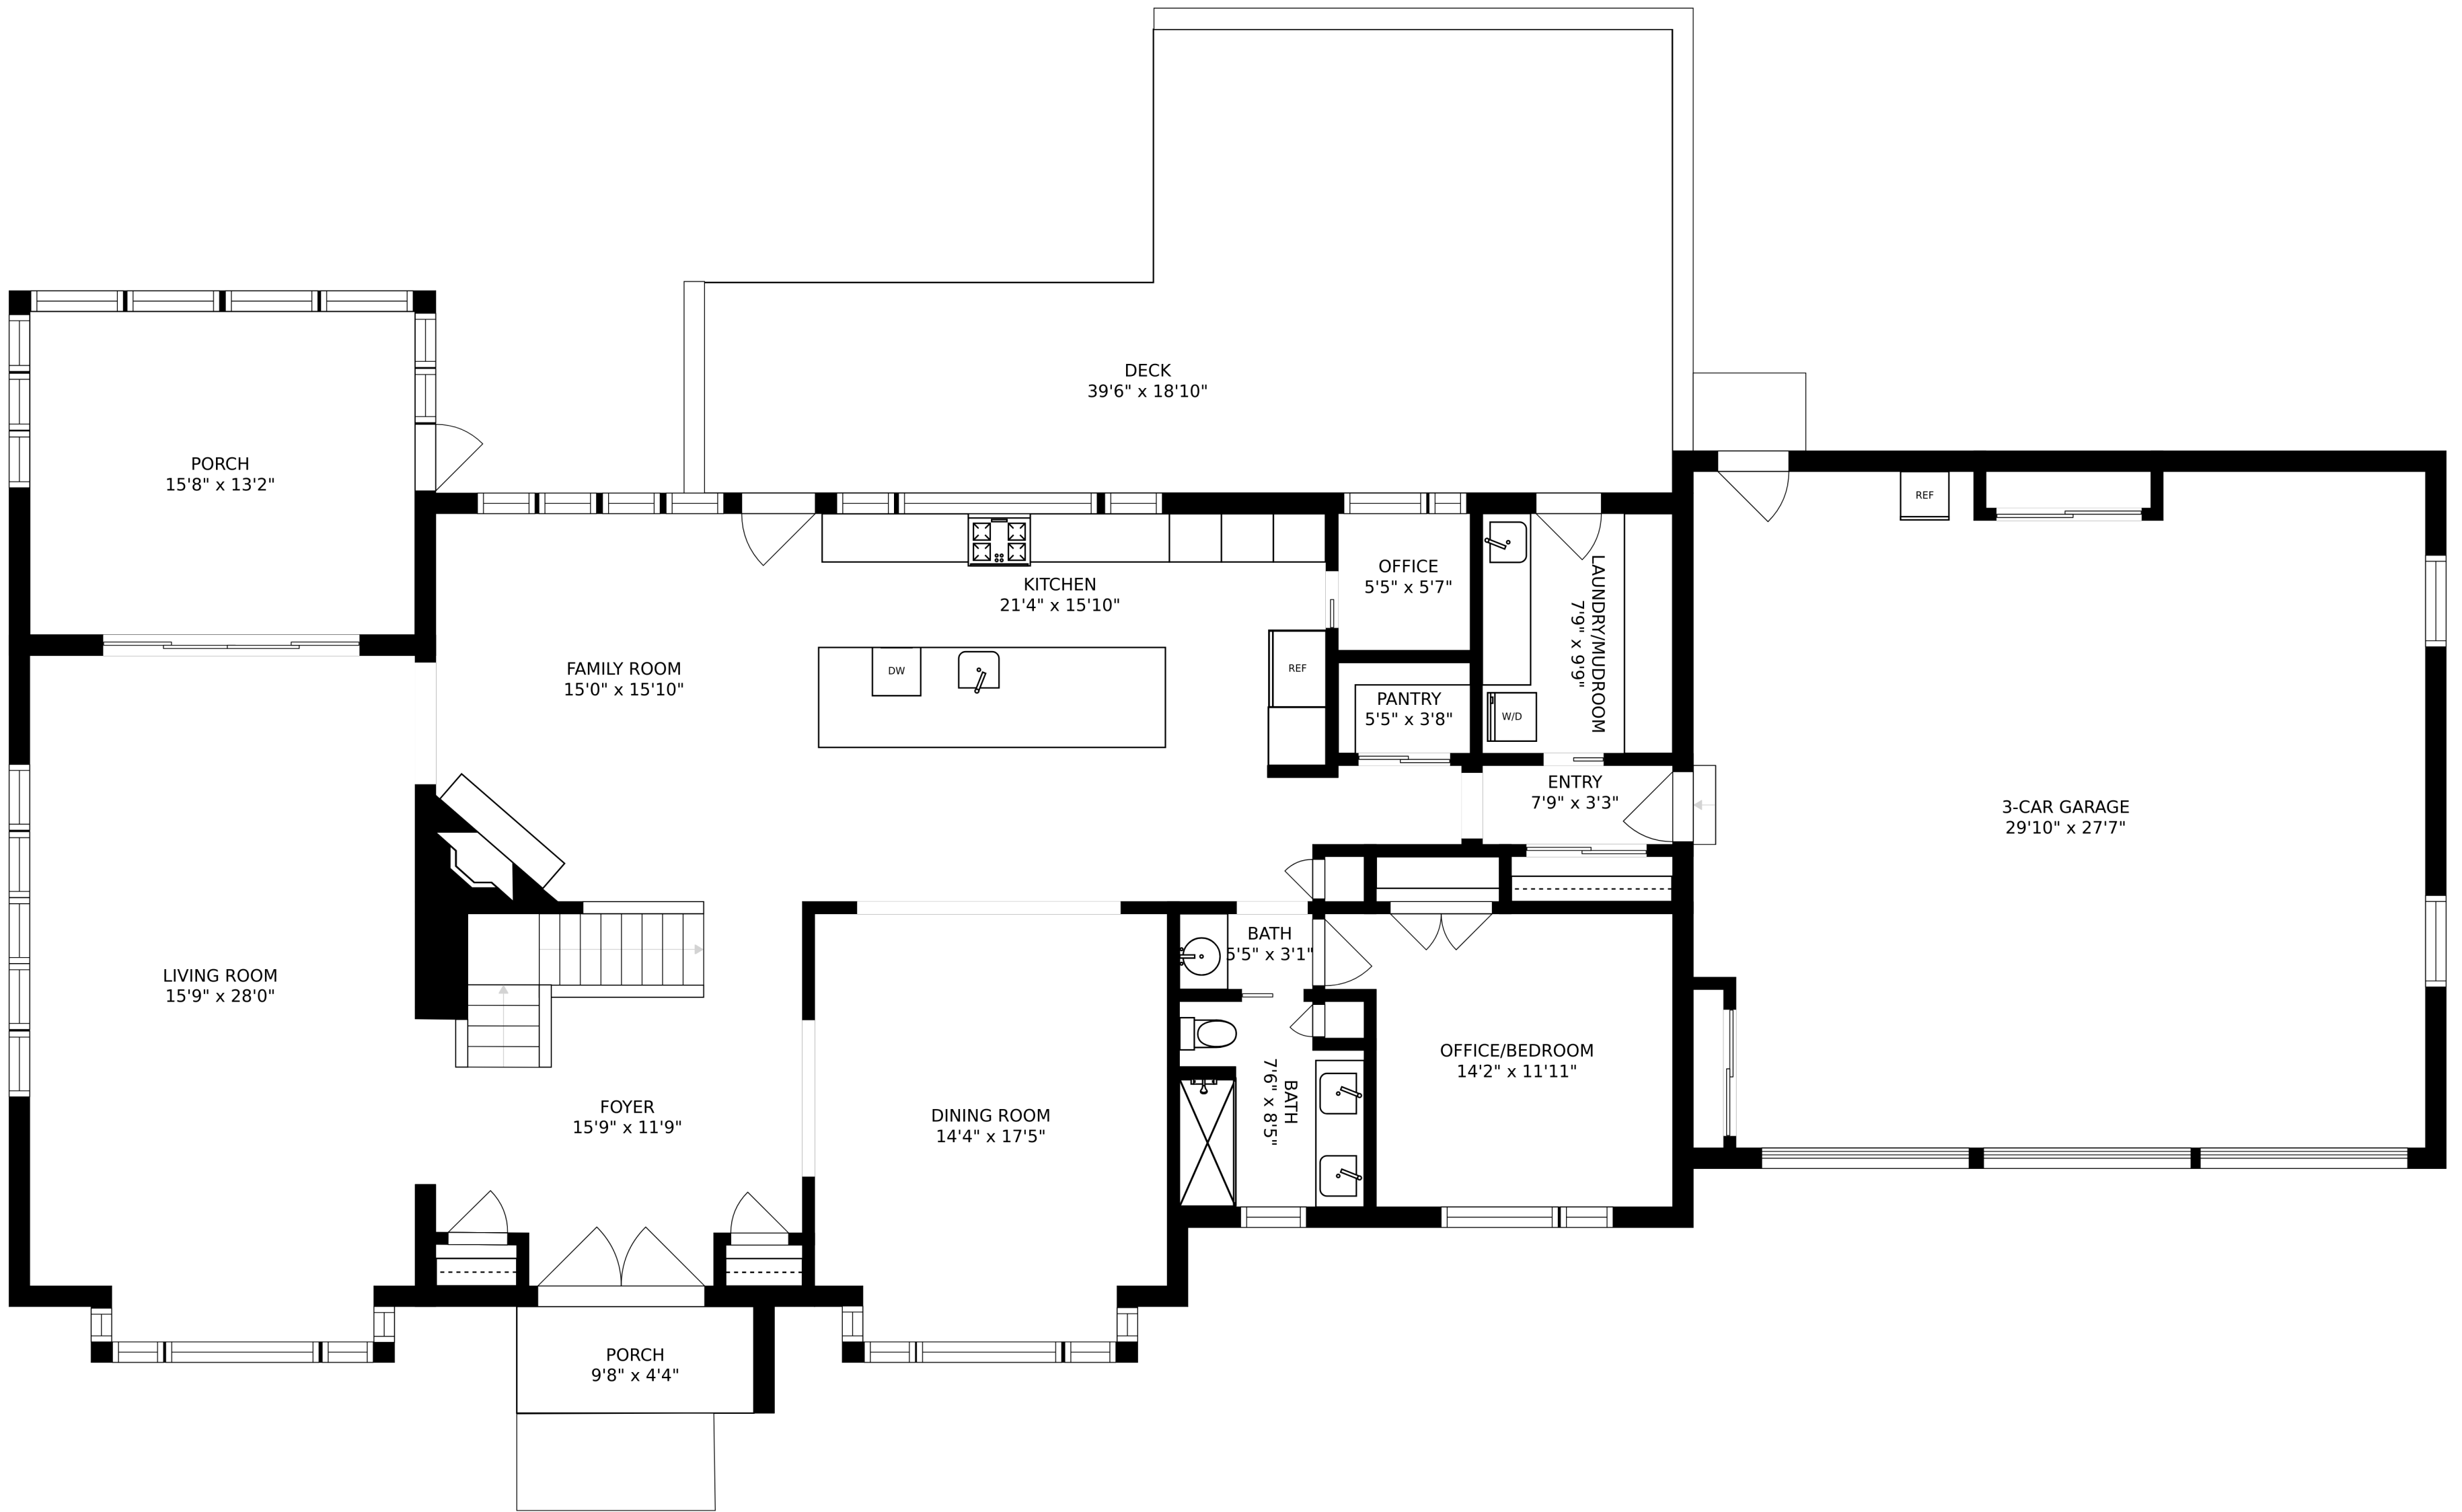 DECK
39'6" x 18'10"
PORCH
15'8" x 13'2"
REF
OFFICE
5'5" x 5'7"
KITCHEN
21'4" x 15'10"
LAUNDRY/MUDROOM
7'9" x 9'9"
FAMILY ROOM
15'0" x 15'10"
DW
REF
PANTRY
5'5" x 3'8"
W/D
ENTRY
7'9" x 3'3"
3-CAR GARAGE
29'10" x 27'7"
BATH
5'5" x 3'1"
LIVING ROOM
15'9" x 28'0"
OFFICE/BEDROOM
14'2" x 11'11"
BATH
7'6" x 8'5"
FOYER
15'9" x 11'9"
DINING ROOM
14'4" x 17'5"
PORCH
9'8" x 4'4"